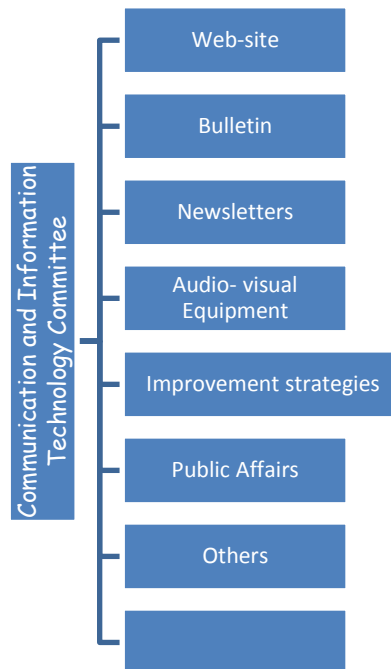 Communication and Information
Technology Committee
Web-site
Bulletin
Newsletters
Audio- visual
Equipment
Improvement strategies
Public Affairs
Others